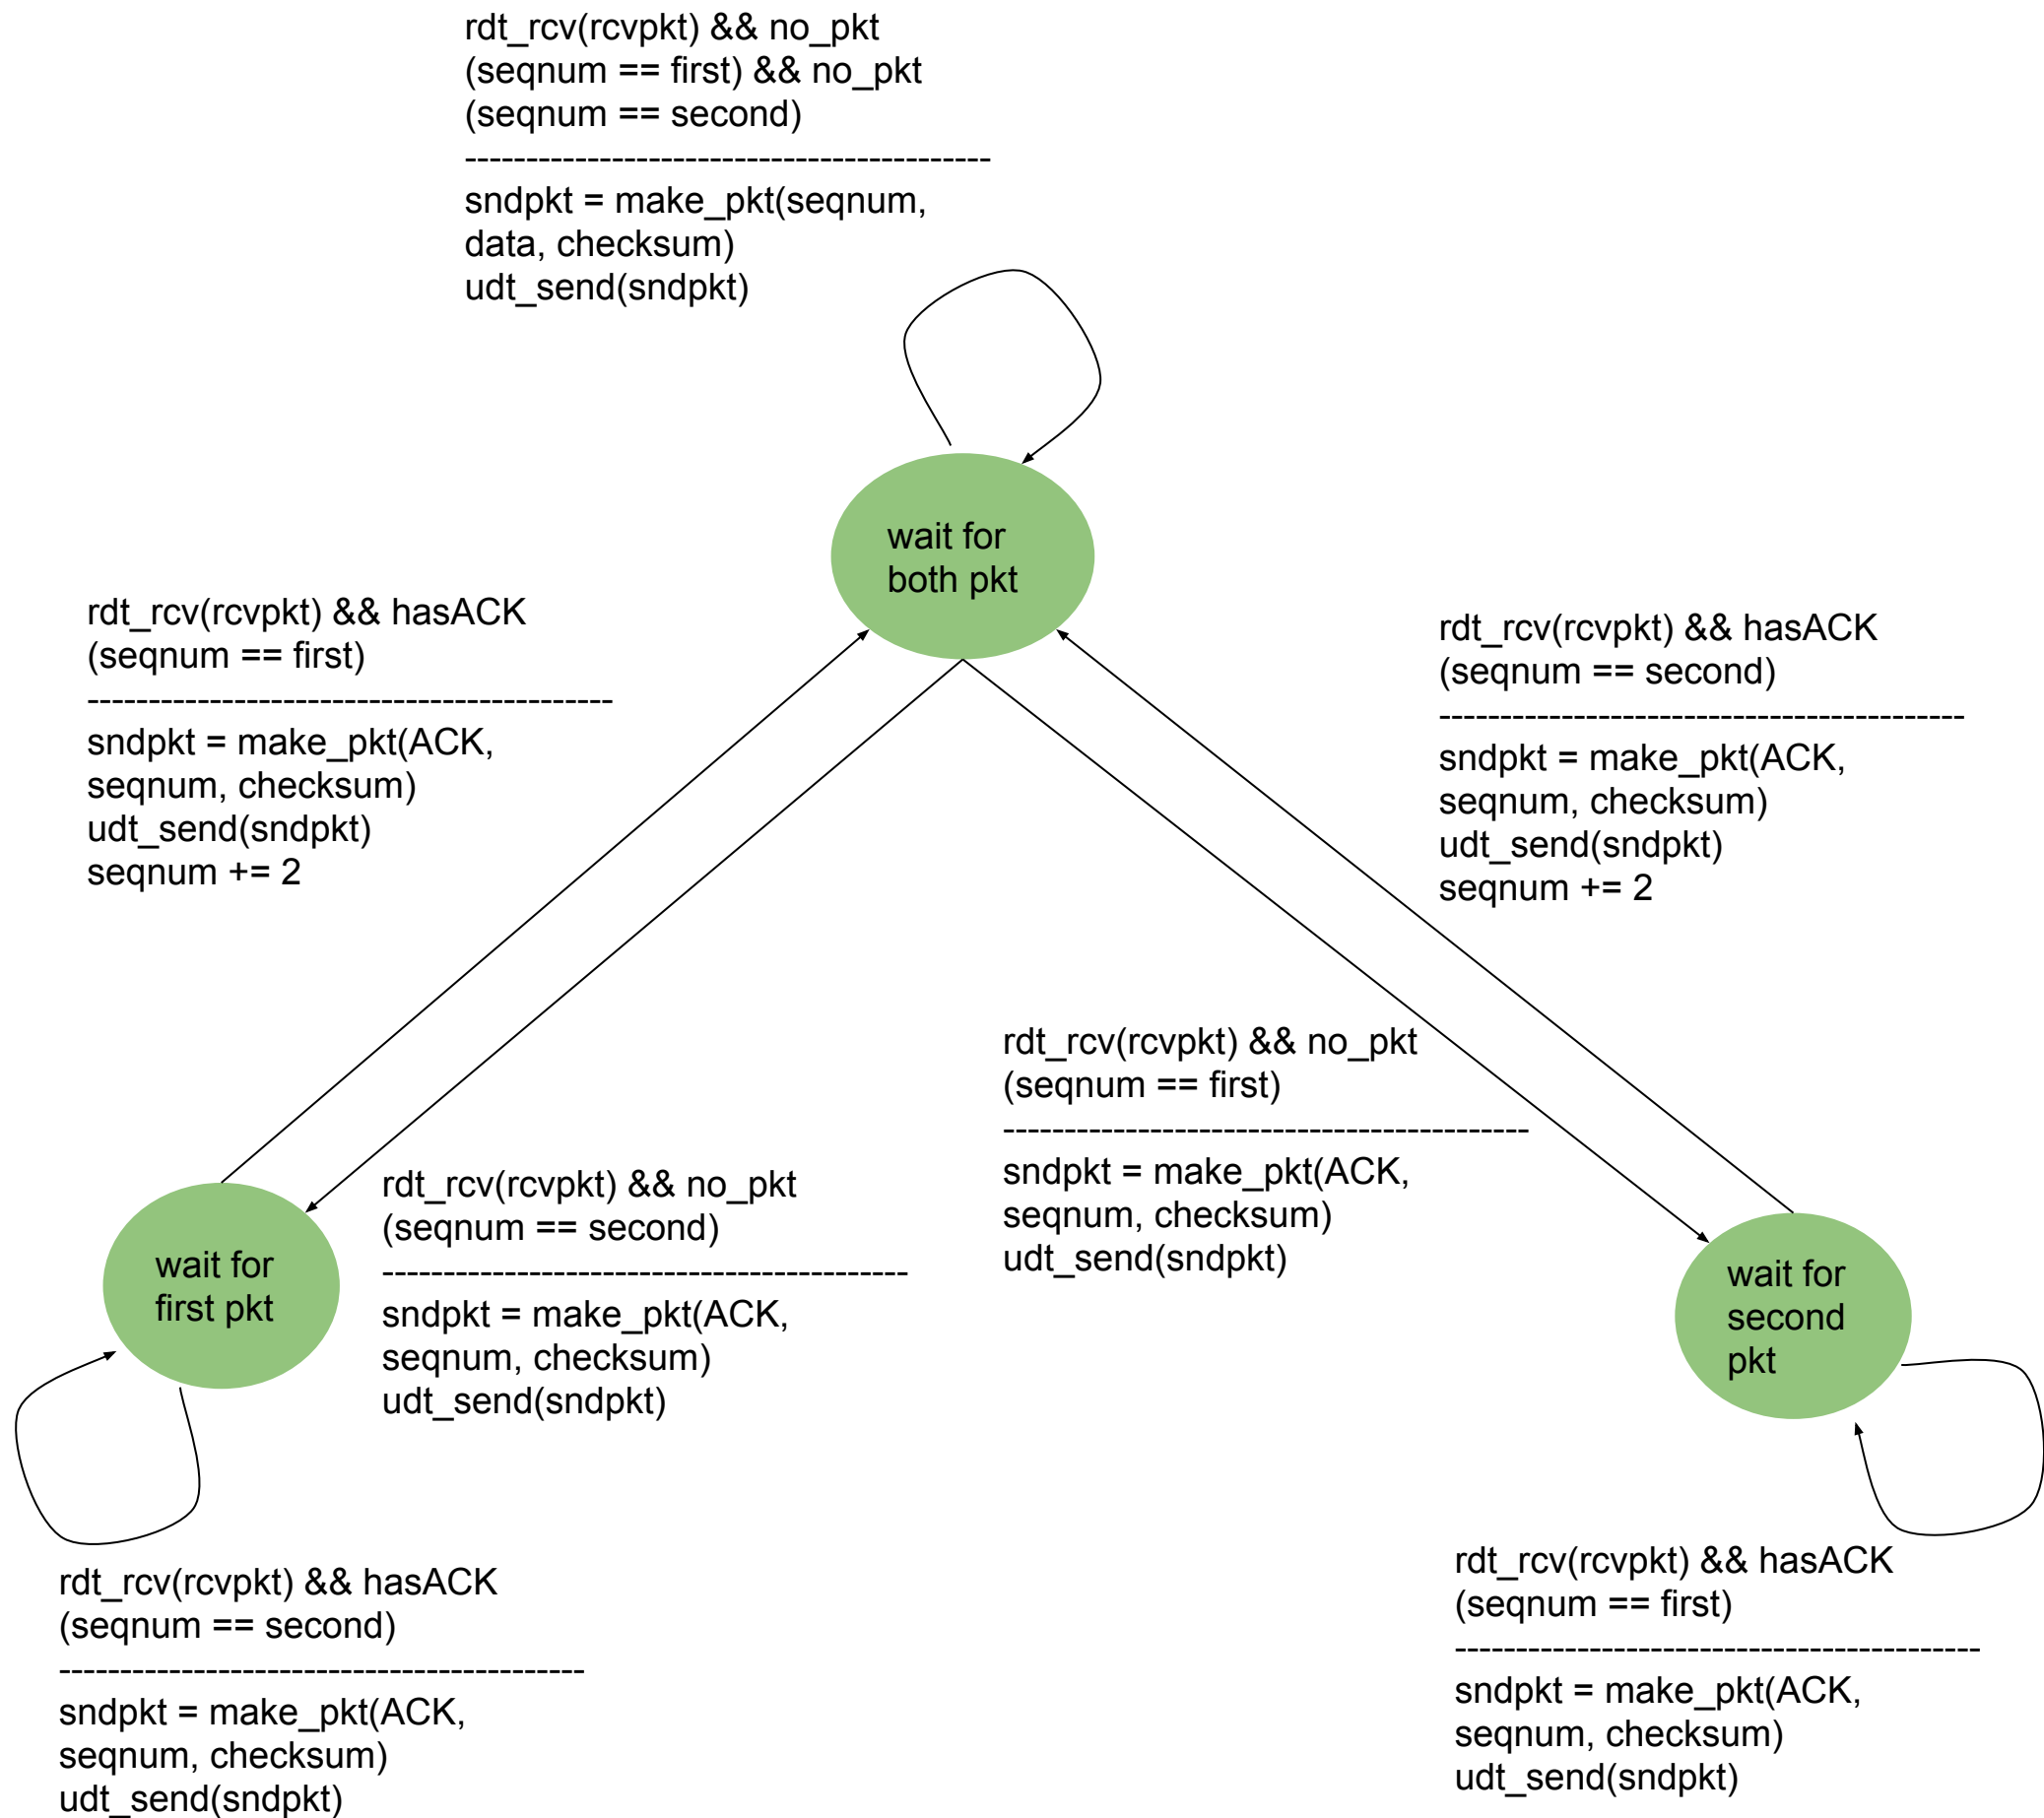 rdt_rcv(rcvpkt) && no_pkt
(seqnum == first) && no_pkt
(seqnum == second)
-------------------------------------------
sndpkt = make_pkt(seqnum,
data, checksum)
udt_send(sndpkt)
wait for
both pkt
rdt_rcv(rcvpkt) && hasACK
(seqnum == first)
-------------------------------------------
sndpkt = make_pkt(ACK,
seqnum, checksum)
udt_send(sndpkt)
seqnum += 2
rdt_rcv(rcvpkt) && hasACK
(seqnum == second)
-------------------------------------------
sndpkt = make_pkt(ACK,
seqnum, checksum)
udt_send(sndpkt)
seqnum += 2
rdt_rcv(rcvpkt) && no_pkt
(seqnum == first)
-------------------------------------------
sndpkt = make_pkt(ACK,
seqnum, checksum)
udt_send(sndpkt)
wait for
first pkt
rdt_rcv(rcvpkt) && no_pkt
(seqnum == second)
-------------------------------------------
sndpkt = make_pkt(ACK,
seqnum, checksum)
udt_send(sndpkt)
wait for
second
pkt
rdt_rcv(rcvpkt) && hasACK
(seqnum == second)
-------------------------------------------
sndpkt = make_pkt(ACK,
seqnum, checksum)
udt_send(sndpkt)
rdt_rcv(rcvpkt) && hasACK
(seqnum == first)
-------------------------------------------
sndpkt = make_pkt(ACK,
seqnum, checksum)
udt_send(sndpkt)